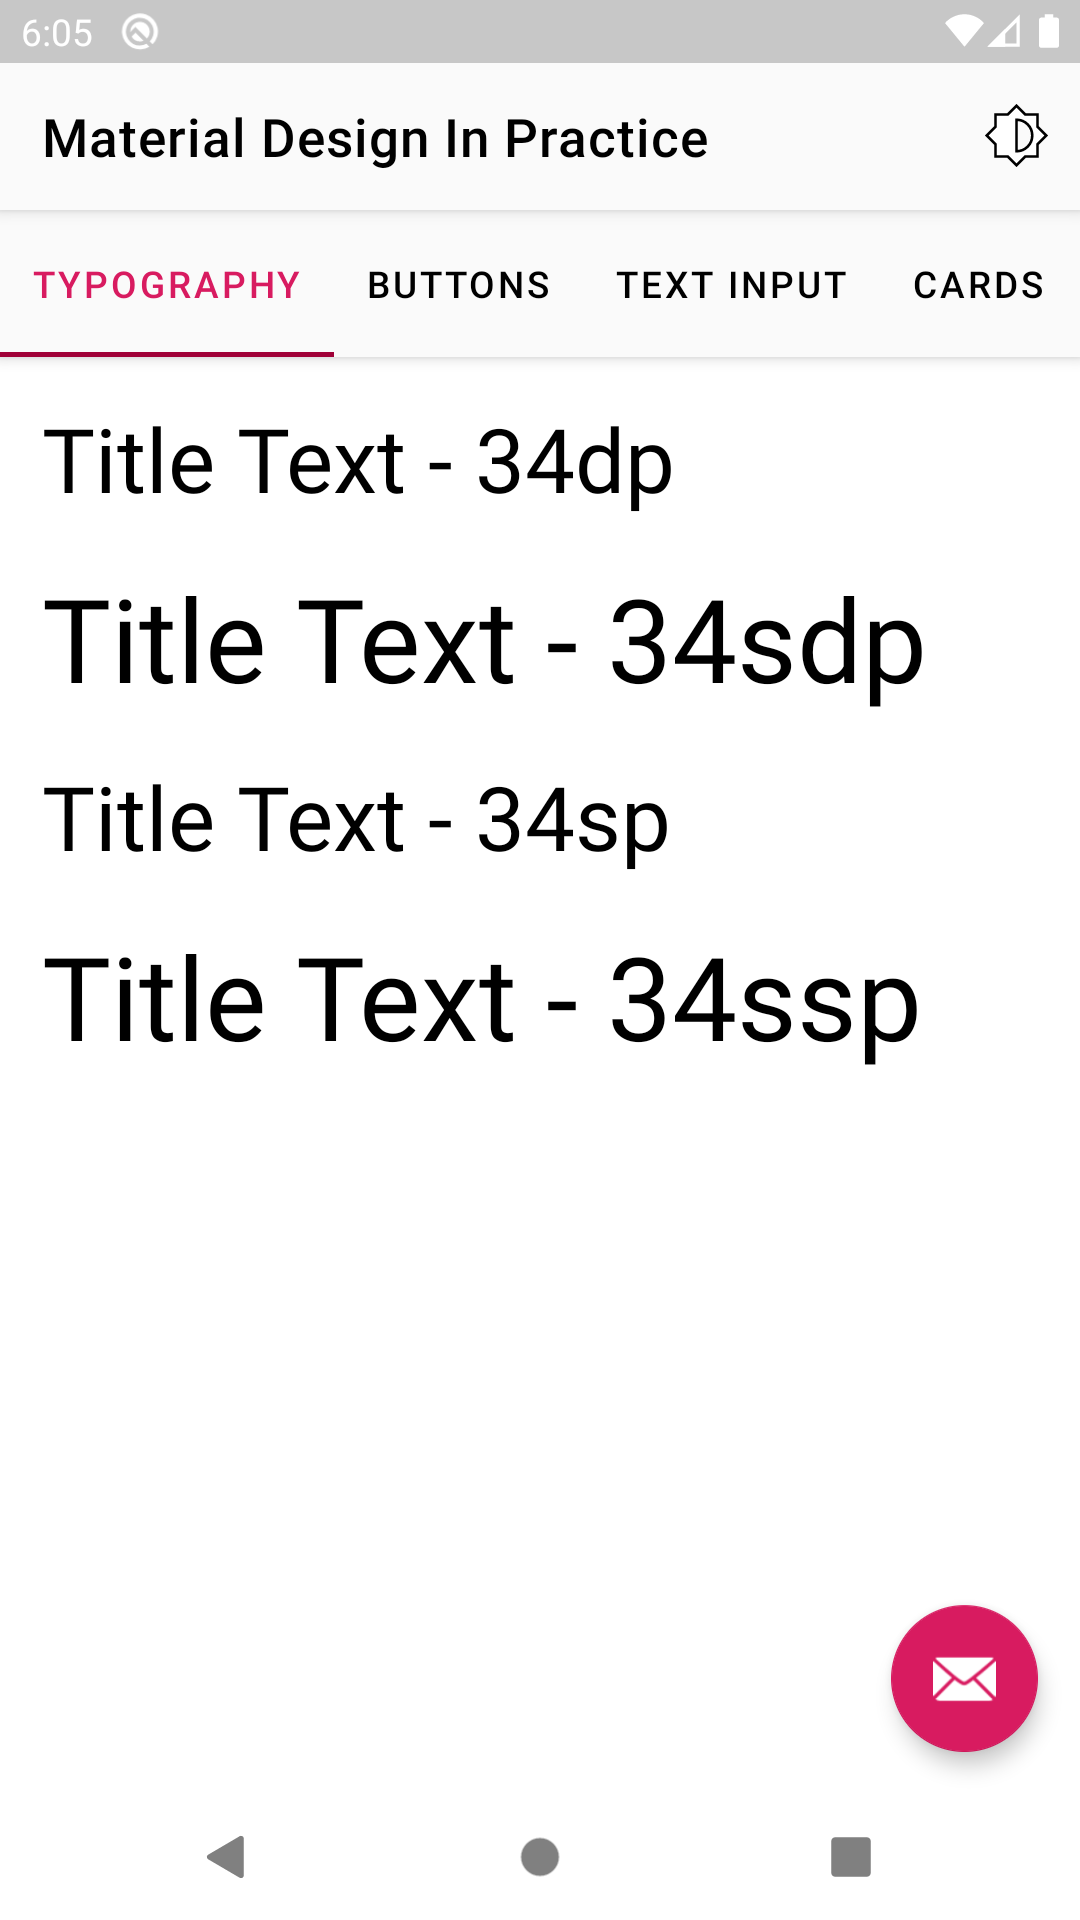 6:05
Material Design In Practice
TYPOGRAPHY BUTTONS TEXT INPUT CARDS
Title Text - 34dp
Title Text - 34sdp
Title Text - 34sp
Title Text - 34ssp